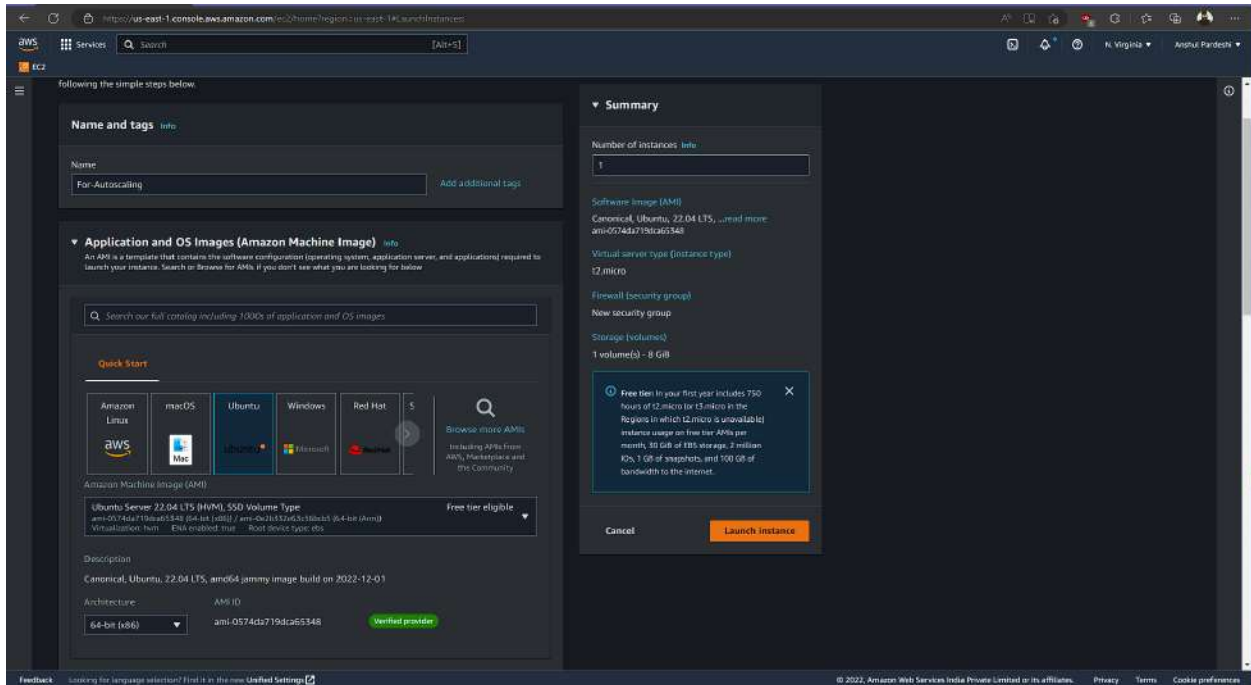 https://us-east-1.console.aws.amazon.com/ec2/home?region=us-east-1#LaunchInstances:
aws
Services
Search
[Alt+S]
N. Virginia
Anshul Pardeshi
EC2
following the simple steps below.
Name and tags Info
Name
For-Autoscaling
Add additional tags
Application and OS Images (Amazon Machine Image) Info
An AMI is a template that contains the software configuration (operating system, application server, and applications) required to
launch your instance. Search or Browse for AMIs if you don't see what you are looking for below
Search our full catalog including 1000s of application and OS images
Quick Start
Amazon Linux
aws
macOS
Mac
Ubuntu
ubuntu
Windows
Microsoft
Red Hat
S
Browse more AMIs
Including AMIs from
AWS, Marketplace and
the Community
Amazon Machine Image (AMI)
Ubuntu Server 22.04 LTS (HVM), SSD Volume Type
Free tier eligible
ami-0574da719dca65348 (64-bit (x86)) / (64-bit (Arm))
Virtualization: hvm ENA enabled: true Root device type: ebs
Description
Canonical, Ubuntu, 22.04 LTS, amd64 jammy image build on 2022-12-01
Architecture
AMI ID
64-bit (x86)
ami-0574da719dca65348
Verified provider
Summary
Number of instances Info
1
Software Image (AMI)
Canonical, Ubuntu, 22.04 LTS, ...read more
ami-0574da719dca65348
Virtual server type (instance type)
t2.micro
Firewall (security group)
New security group
Storage (volumes)
1 volume(s) - 8 GiB
Free tier: In your first year includes 750
hours of t2.micro (or t3.micro in the
Regions in which t2.micro is unavailable)
instance usage on free tier AMIs per
month, 30 GiB of EBS storage, 2 million
IOs, 1 GB of snapshots, and 100 GB of
bandwidth to the internet.
Cancel
Launch instance
Feedback
Looking for language selection? Find it in the new Unified Settings
© 2022, Amazon Web Services India Private Limited or its affiliates.
Privacy
Terms
Cookie preferences